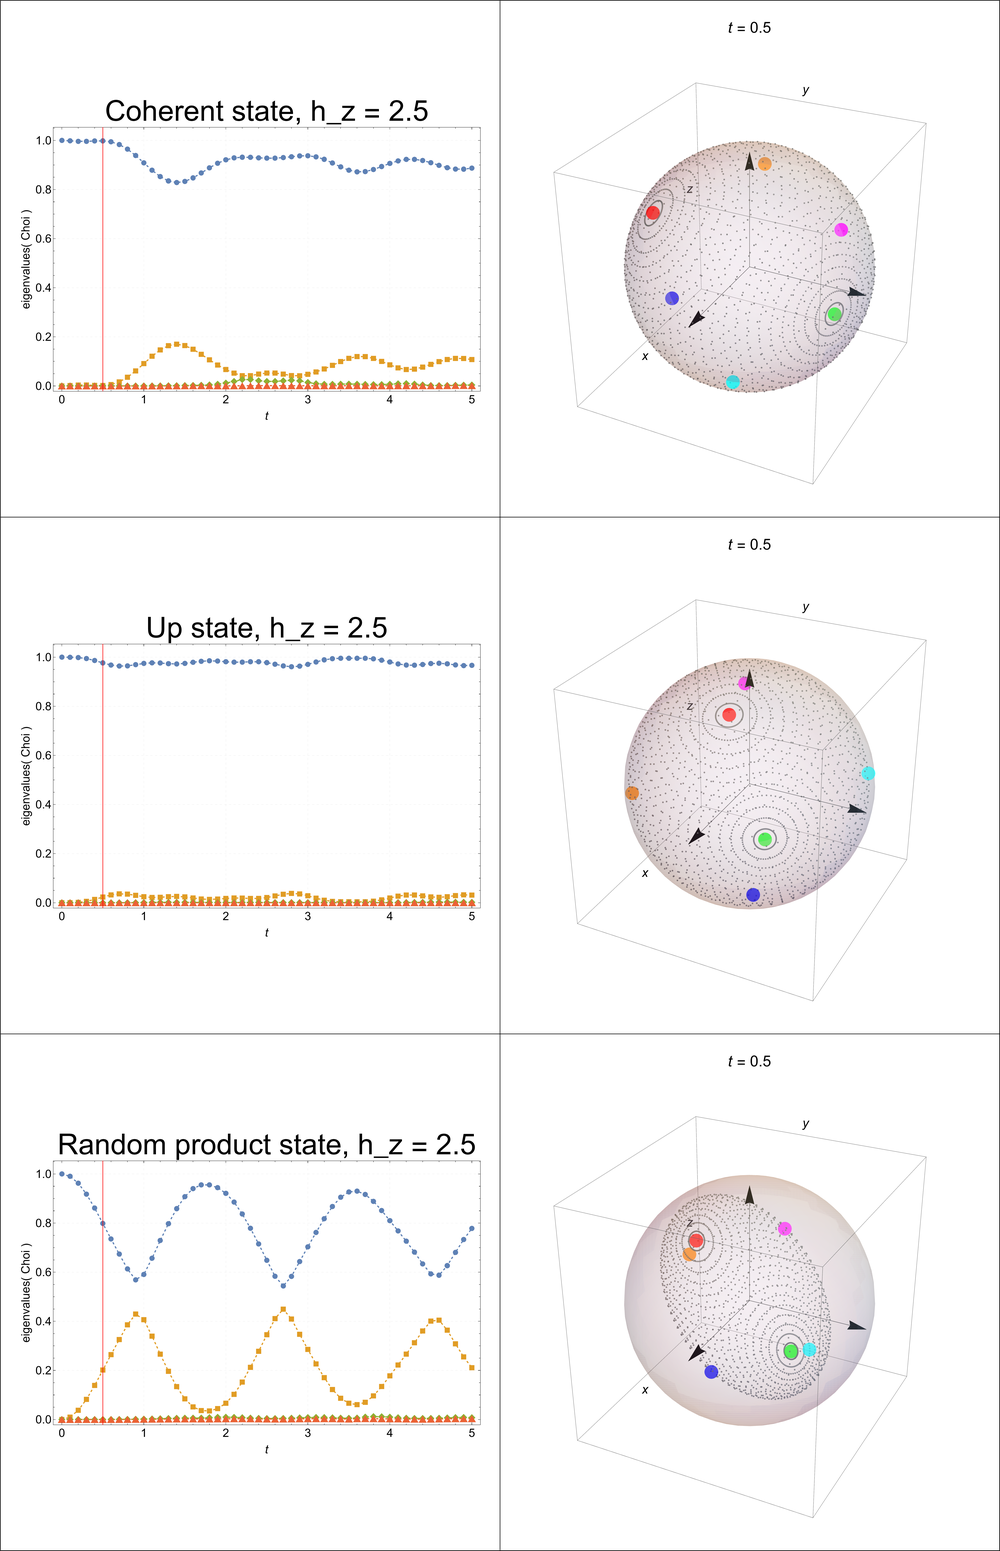 t = 0.5
y
Coherent state, h_z = 2.5
1.0
0.8
z
0.6
eigenvalues( Choi )
0.4
x
0.2
0.0
0 1 2 3 4 5
t
t = 0.5
y
Up state, h_z = 2.5
1.0
0.8
z
0.6
eigenvalues( Choi )
0.4
x
0.2
0.0
0 1 2 3 4 5
t
t = 0.5
y
Random product state, h_z = 2.5
1.0
0.8
z
0.6
eigenvalues( Choi )
0.4
x
0.2
0.0
0 1 2 3 4 5
t